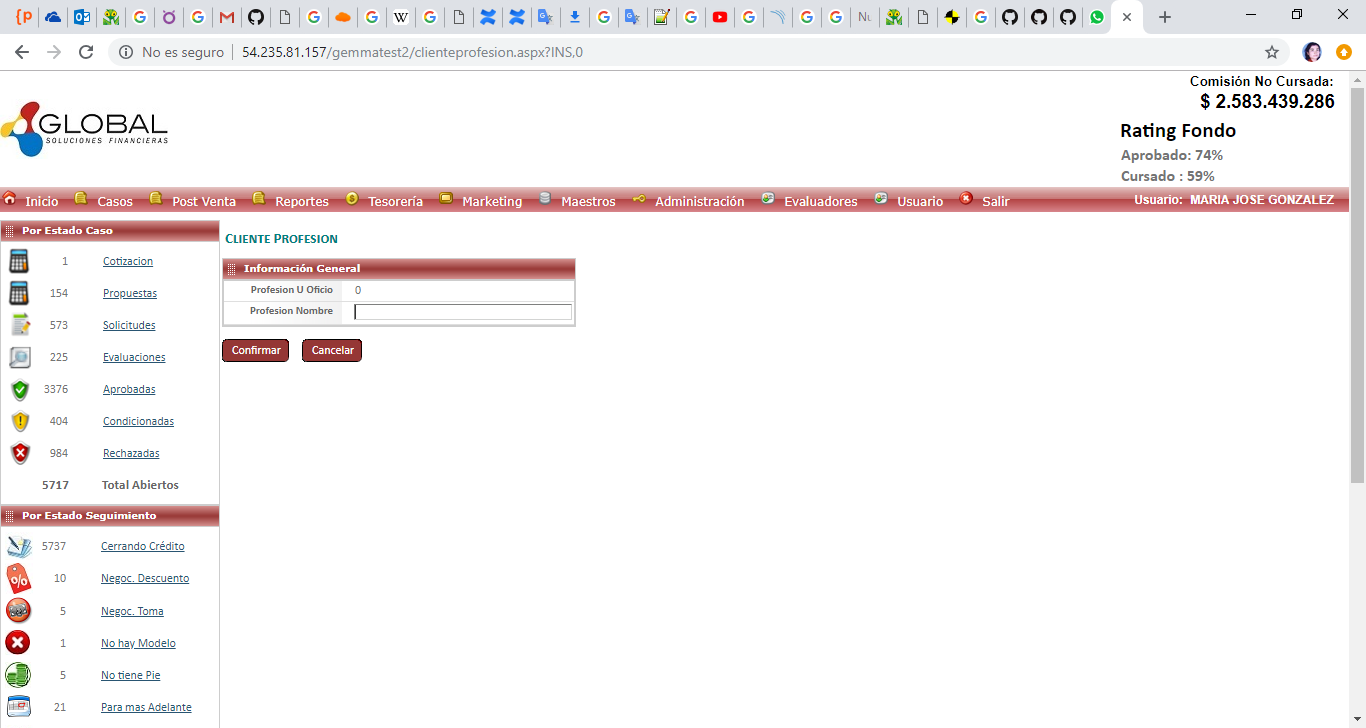 No es seguro 54.235.81.157/gemmatest2/clienteprofesion.aspx?INS,0
Comisión No Cursada:
$ 2.583.439.286
GLOBAL
SOLUCIONES FINANCIERAS
Rating Fondo
Aprobado: 74%
Cursado : 59%
Inicio Casos Post Venta Reportes Tesorería Marketing Maestros Administración Evaluadores Usuario Salir Usuario: MARIA JOSE GONZALEZ
Por Estado Caso
1 Cotizacion
154 Propuestas
573 Solicitudes
225 Evaluaciones
3376 Aprobadas
404 Condicionadas
984 Rechazadas
5717 Total Abiertos
Por Estado Seguimiento
5737 Cerrando Crédito
10 Negoc. Descuento
5 Negoc. Toma
1 No hay Modelo
5 No tiene Pie
21 Para mas Adelante
CLIENTE PROFESION
Información General
Profesion U Oficio 0
Profesion Nombre
Confirmar Cancelar